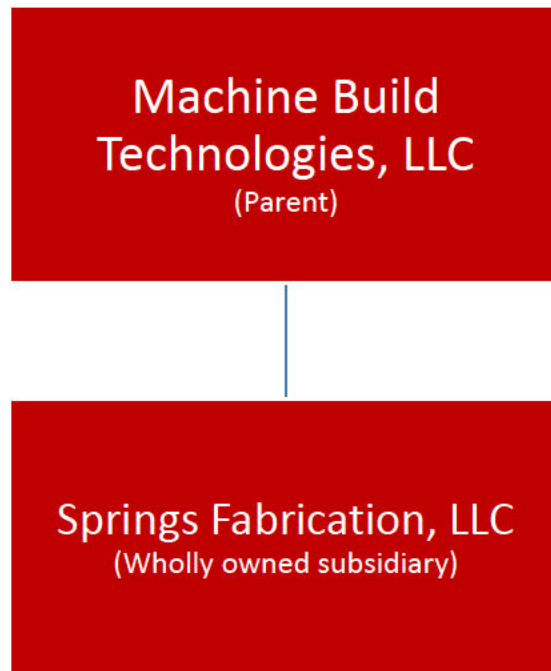 Machine Build
Technologies, LLC
(Parent)
Springs Fabrication, LLC
(Wholly owned subsidiary)